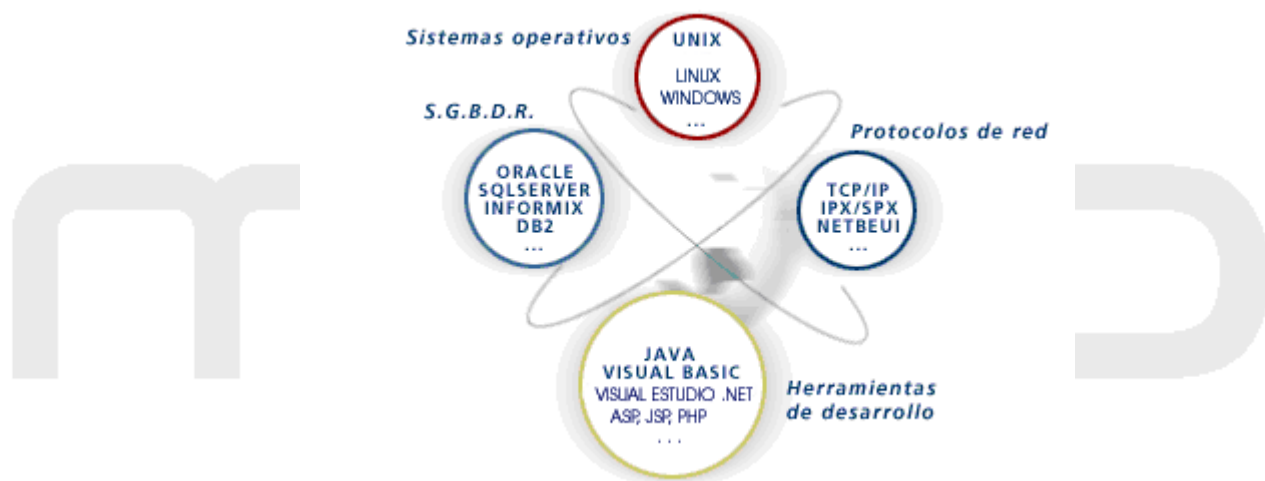 Sistemas operativos
UNIX
LINUX
WINDOWS
...
S.G.B.D.R.
ORACLE
SQLSERVER
INFORMIX
DB2
...
Protocolos de red
TCP/IP
IPX/SPX
NETBEUI
...
JAVA
VISUAL BASIC
VISUAL ESTUDIO .NET
ASP, JSP, PHP
...
Herramientas
de desarrollo